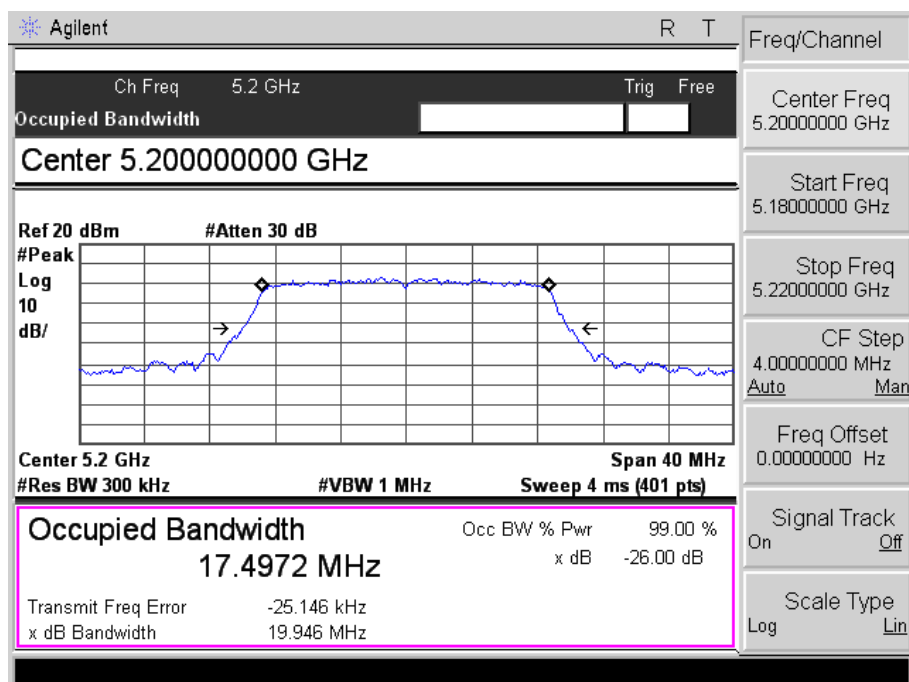 Agilent R T
Freq/Channel
Ch Freq 5.2 GHz Trig Free
Occupied Bandwidth
Center 5.200000000 GHz
Center Freq
5.20000000 GHz
Start Freq
5.18000000 GHz
Stop Freq
5.22000000 GHz
CF Step
4.00000000 MHz
Auto Man
Freq Offset
0.00000000 Hz
Signal Track
On Off
Scale Type
Log Lin
Ref 20 dBm #Atten 30 dB
#Peak
Log
10
dB/
Center 5.2 GHz Span 40 MHz
#Res BW 300 kHz #VBW 1 MHz Sweep 4 ms (401 pts)
Occupied Bandwidth Occ BW % Pwr 99.00 %
17.4972 MHz x dB -26.00 dB
Transmit Freq Error -25.146 kHz
x dB Bandwidth 19.946 MHz